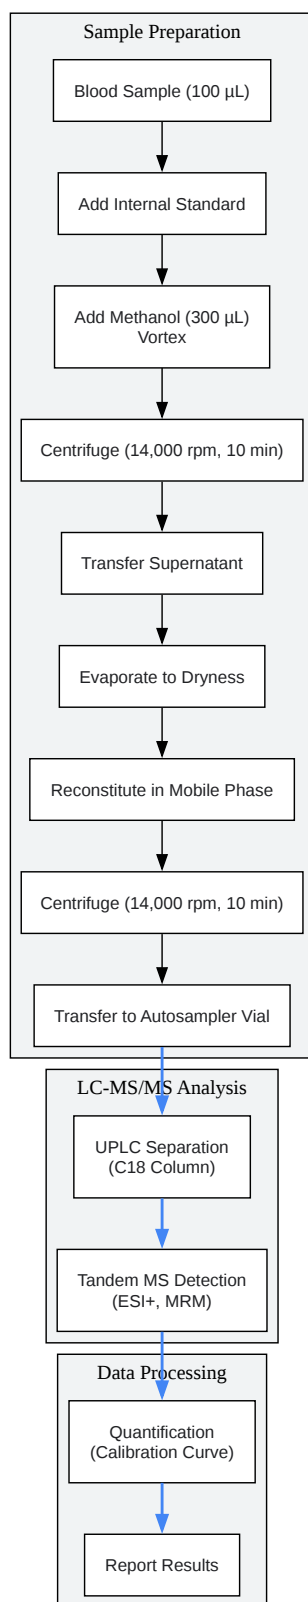 Sample Preparation
Blood Sample (100 µL)
Add Internal Standard
Add Methanol (300 µL)
Vortex
Centrifuge (14,000 rpm, 10 min)
Transfer Supernatant
Evaporate to Dryness
Reconstitute in Mobile Phase
Centrifuge (14,000 rpm, 10 min)
Transfer to Autosampler Vial
LC-MS/MS Analysis
UPLC Separation
(C18 Column)
Tandem MS Detection
(ESI+, MRM)
Data Processing
Quantification
(Calibration Curve)
Report Results